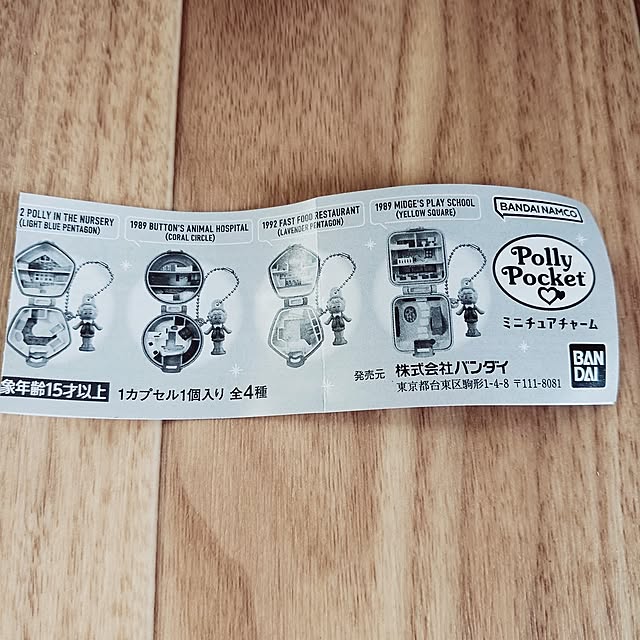 2 POLLY IN THE NURSERY
(LIGHT BLUE PENTAGON)
1989 BUTTON'S ANIMAL HOSPITAL
(CORAL CIRCLE)
1992 FAST FOOD RESTAURANT
(LAVENDER PENTAGON)
1989 MIDGE'S PLAY SCHOOL
(YELLOW SQUARE)
BANDAI NAMCO
Polly
Pocket
ミニチュアチャーム
象年齢15才以上
1カプセル1個入り 全4種
発売元 株式会社バンダイ
東京都台東区駒形1-4-8 〒111-8081
BAN
DAI